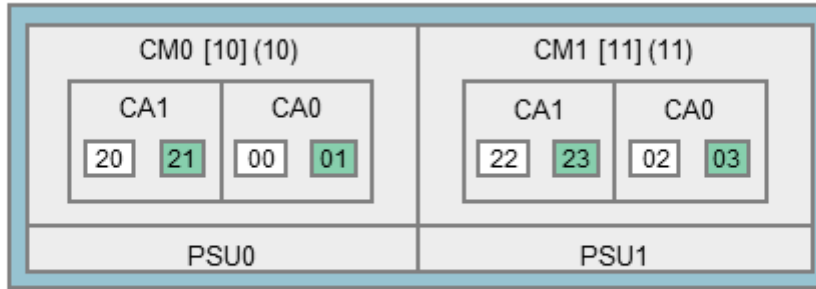 CM0 [10] (10)
CM1 [11] (11)
CA1
CA0
CA1
CA0
20
21
00
01
22
23
02
03
PSU0
PSU1